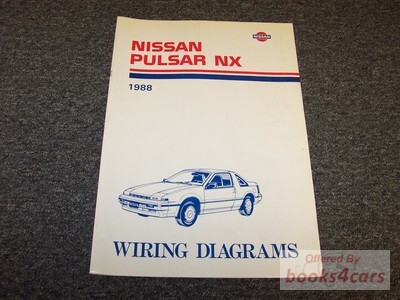 NISSAN
NISSAN
PULSAR NX
1988
WIRING DIAGRAMS
Offered By
books4cars